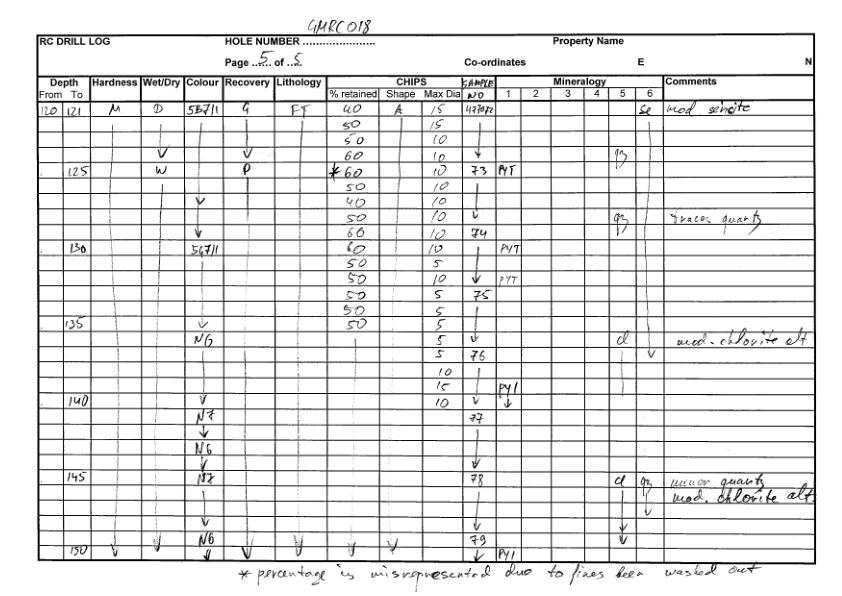 GMRC018
RC DRILL LOG HOLE NUMBER ........................ Property Name
Page ..5.. of ..5.. Co-ordinates E N
Depth Hardness Wet/Dry Colour Recovery Lithology CHIPS SAMPLE Mineralogy Comments
From To % retained Shape Max Dia NO 1 2 3 4 5 6
120 121 M D G FT 40 A 15 Se mod sericite
50 15
50 10
60 10 qz
125 W P * 60 10 73 PYT
50 10
40 10
50 10 qz traces quartz
60 10 74
130 5G7/1 60 10 PYT
50 5
50 10 PYT
50 5 75
50 5
135 50 5
N6 5 cl mod. chlorite alt
5 76
10
15 PY1
140 10
N7 77
N6
145 N7 78 cl qz minor quartz
mod. chlorite alt.
N6 79
150 PY1
* percentage is misrepresented due to fines been washed out